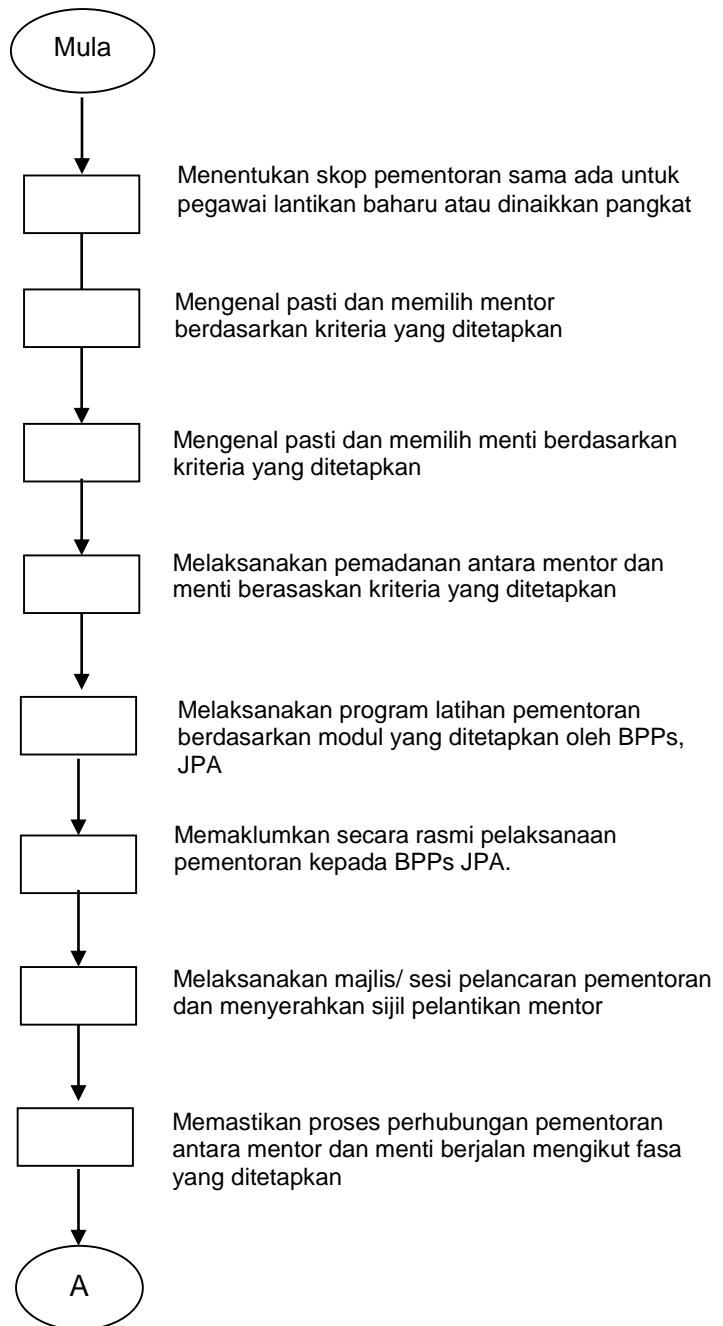 Mula
Menentukan skop pementoran sama ada untuk
pegawai lantikan baharu atau dinaikkan pangkat
Mengenal pasti dan memilih mentor
berdasarkan kriteria yang ditetapkan
Mengenal pasti dan memilih menti berdasarkan
kriteria yang ditetapkan
Melaksanakan pemadanan antara mentor dan
menti berasaskan kriteria yang ditetapkan
Melaksanakan program latihan pementoran
berdasarkan modul yang ditetapkan oleh BPPs,
JPA
Memaklumkan secara rasmi pelaksanaan
pementoran kepada BPPs JPA.
Melaksanakan majlis/ sesi pelancaran pementoran
dan menyerahkan sijil pelantikan mentor
Memastikan proses perhubungan pementoran
antara mentor dan menti berjalan mengikut fasa
yang ditetapkan
A